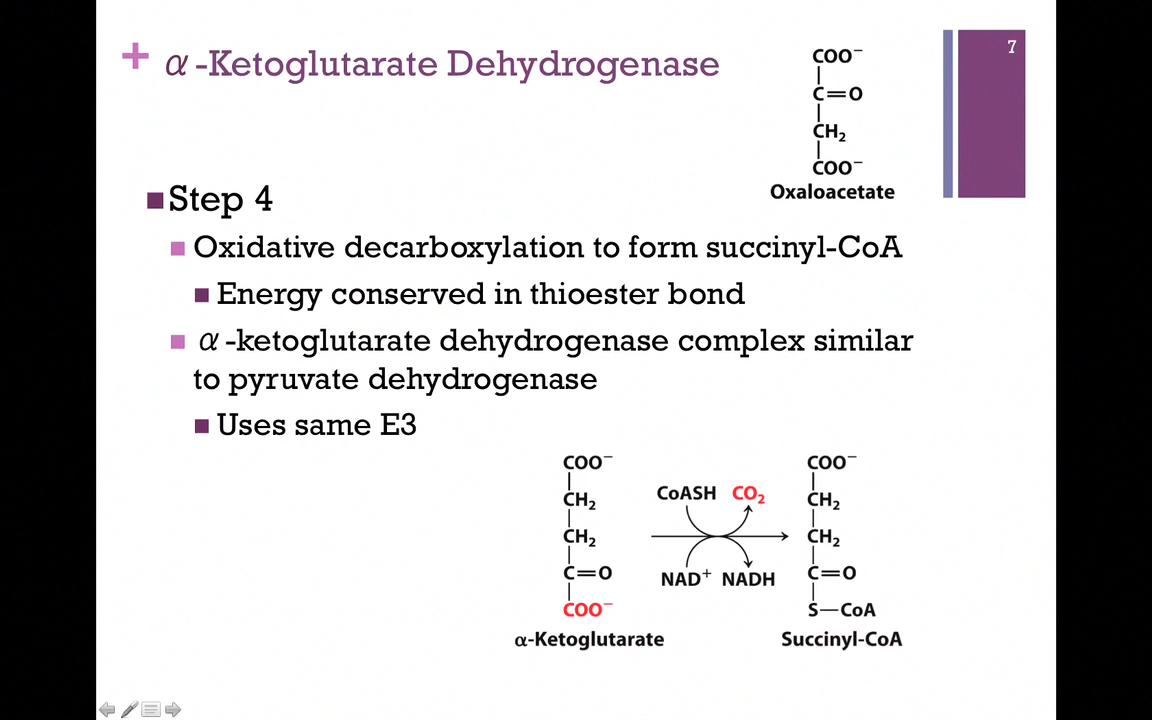 + α-Ketoglutarate Dehydrogenase
7
COO⁻
C=O
CH₂
COO⁻
Oxaloacetate
Step 4
Oxidative decarboxylation to form succinyl-CoA
Energy conserved in thioester bond
α-ketoglutarate dehydrogenase complex similar
to pyruvate dehydrogenase
Uses same E3
COO⁻
CH₂
CH₂
C=O
COO⁻
α-Ketoglutarate
CoASH CO₂
NAD⁺ NADH
COO⁻
CH₂
CH₂
C=O
S—CoA
Succinyl-CoA